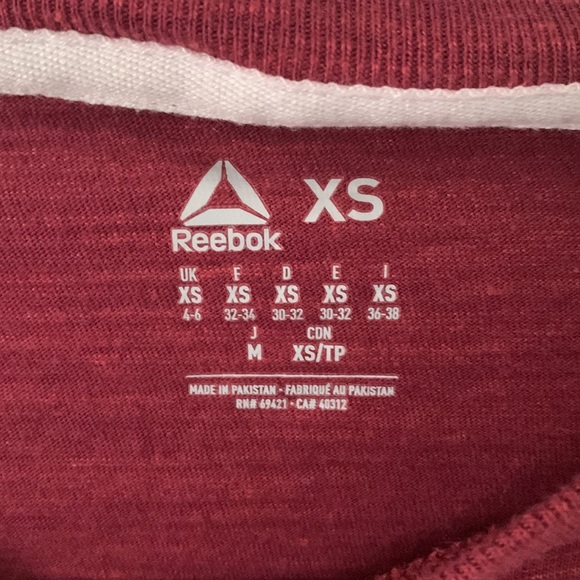 XS
Reebok
UK F D E I
XS XS XS XS XS
4-6 32-34 30-32 30-32 36-38
J CDN
M XS/TP
MADE IN PAKISTAN · FABRIQUÉ AU PAKISTAN
RN# 69421 · CA# 48312